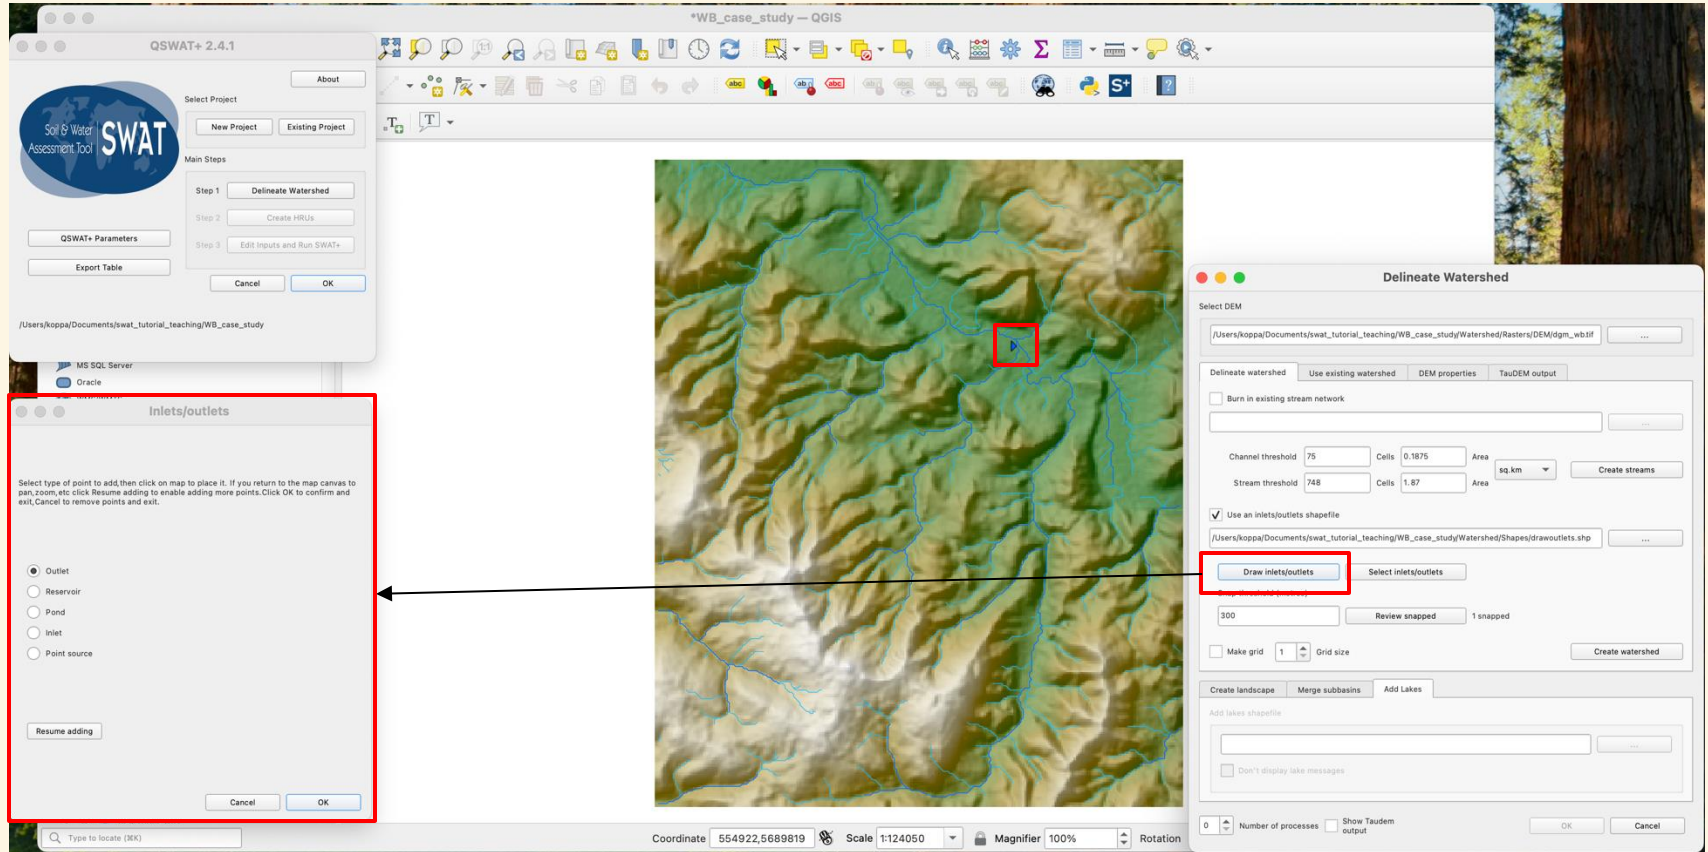 *WB_case_study — QGIS
QSWAT+ 2.4.1
About
Select Project
New Project
Existing Project
Soil & Water
Assessment Tool
SWAT
Main Steps
Step 1
Delineate Watershed
Step 2
Create HRUs
Step 3
Edit Inputs and Run SWAT+
QSWAT+ Parameters
Export Table
Cancel
OK
/Users/koppa/Documents/swat_tutorial_teaching/WB_case_study
MS SQL Server
Oracle
1:1
abc
ab
abc
S+
?
T
T
Inlets/outlets
Select type of point to add,then click on map to place it. If you return to the map canvas to
pan,zoom,etc click Resume adding to enable adding more points.Click OK to confirm and
exit,Cancel to remove points and exit.
Outlet
Reservoir
Pond
Inlet
Point source
Resume adding
Cancel
OK
Type to locate (⌘K)
Coordinate
554922,5689819
Scale
1:124050
Magnifier
100%
Rotation
Delineate Watershed
Select DEM
/Users/koppa/Documents/swat_tutorial_teaching/WB_case_study/Watershed/Rasters/DEM/dgm_wb.tif
...
Delineate watershed
Use existing watershed
DEM properties
TauDEM output
Burn in existing stream network
...
Channel threshold
75
Cells
0.1875
Area
Stream threshold
748
Cells
1.87
Area
sq.km
Create streams
Use an inlets/outlets shapefile
/Users/koppa/Documents/swat_tutorial_teaching/WB_case_study/Watershed/Shapes/drawoutlets.shp
...
Draw inlets/outlets
Select inlets/outlets
300
Review snapped
1 snapped
Make grid
1
Grid size
Create watershed
Create landscape
Merge subbasins
Add Lakes
Add lakes shapefile
...
Don't display lake messages
0
Number of processes
Show Taudem
output
OK
Cancel